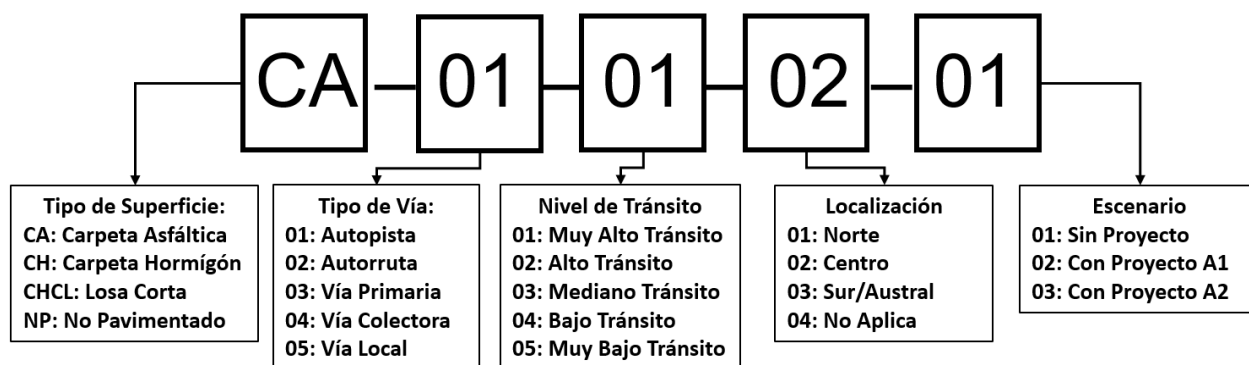 CA 01 01 02 01
Tipo de Superficie:
CA: Carpeta Asfáltica
CH: Carpeta Hormígón
CHCL: Losa Corta
NP: No Pavimentado
Tipo de Vía:
01: Autopista
02: Autorruta
03: Vía Primaria
04: Vía Colectora
05: Vía Local
Nivel de Tránsito
01: Muy Alto Tránsito
02: Alto Tránsito
03: Mediano Tránsito
04: Bajo Tránsito
05: Muy Bajo Tránsito
Localización
01: Norte
02: Centro
03: Sur/Austral
04: No Aplica
Escenario
01: Sin Proyecto
02: Con Proyecto A1
03: Con Proyecto A2